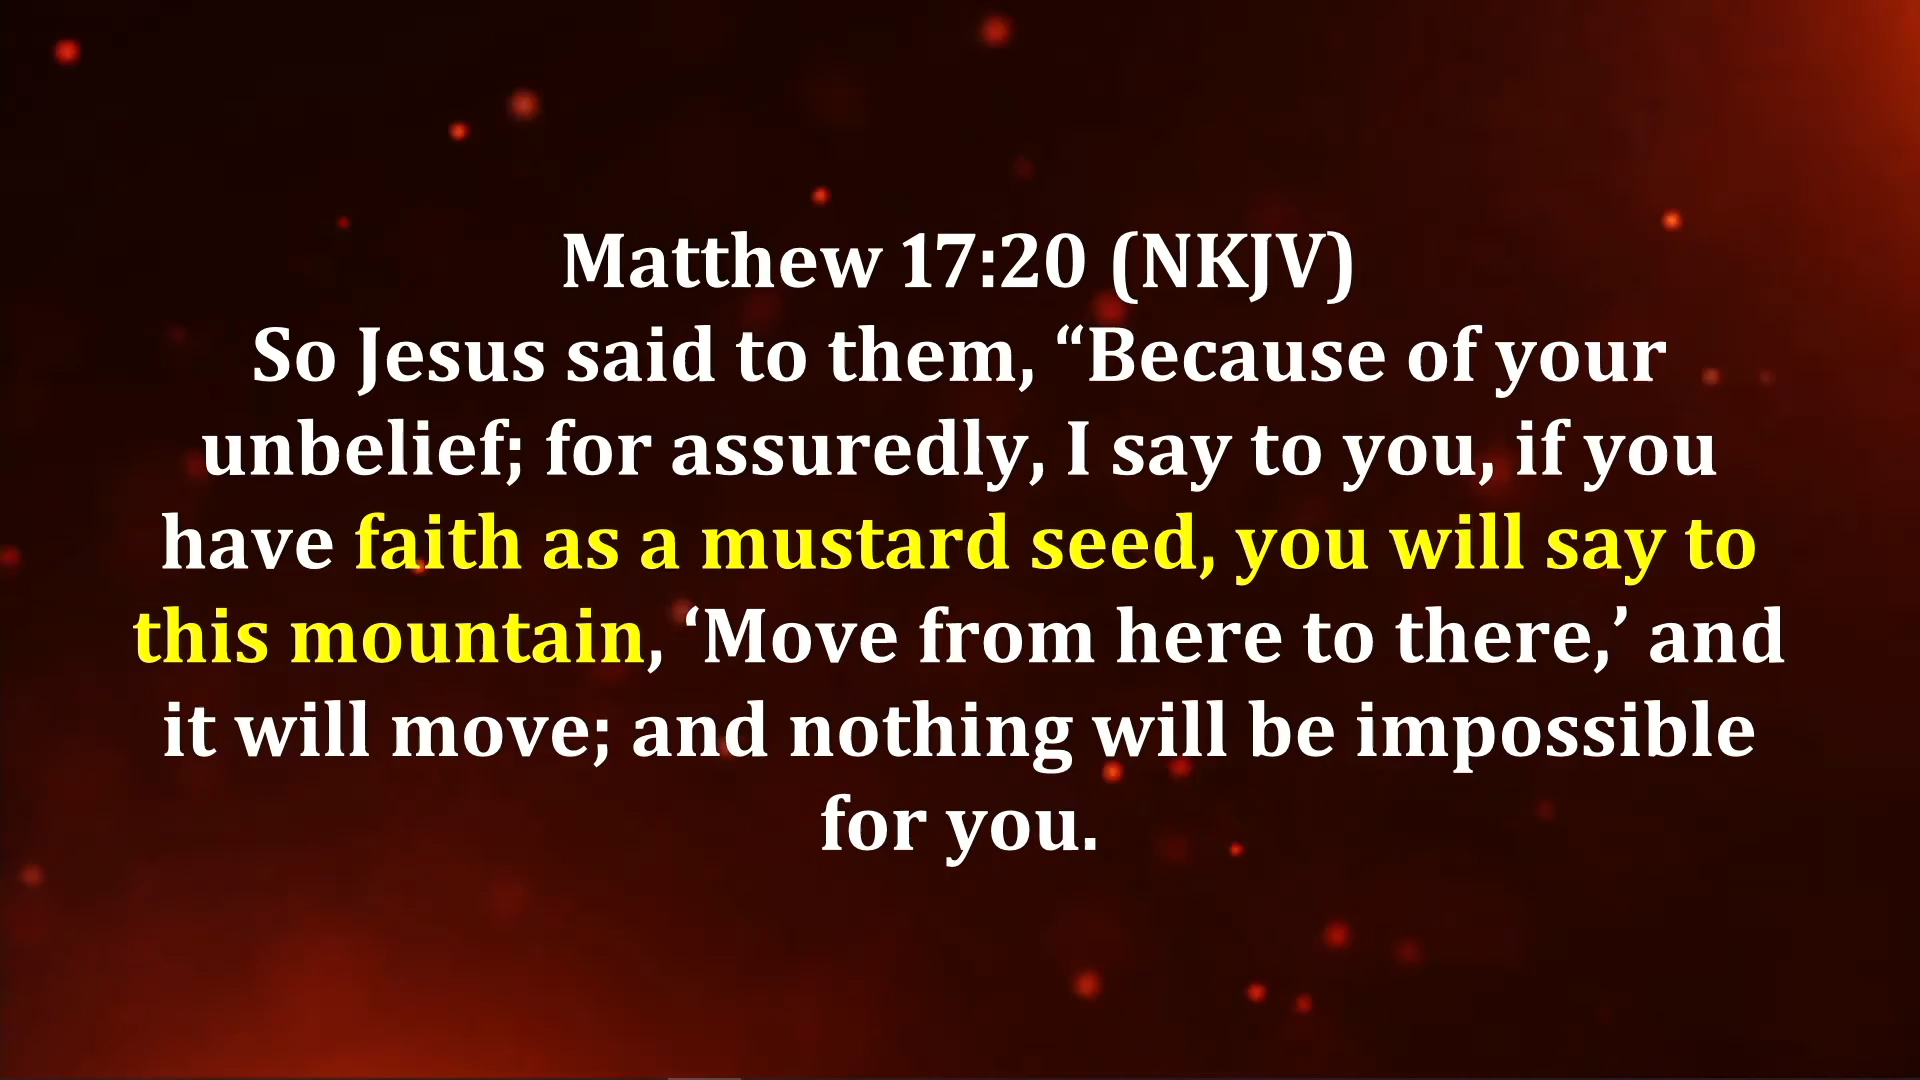 Matthew 17:20 (NKJV)
So Jesus said to them, “Because of your
unbelief; for assuredly, I say to you, if you
have faith as a mustard seed, you will say to
this mountain, ‘Move from here to there,’ and
it will move; and nothing will be impossible
for you.